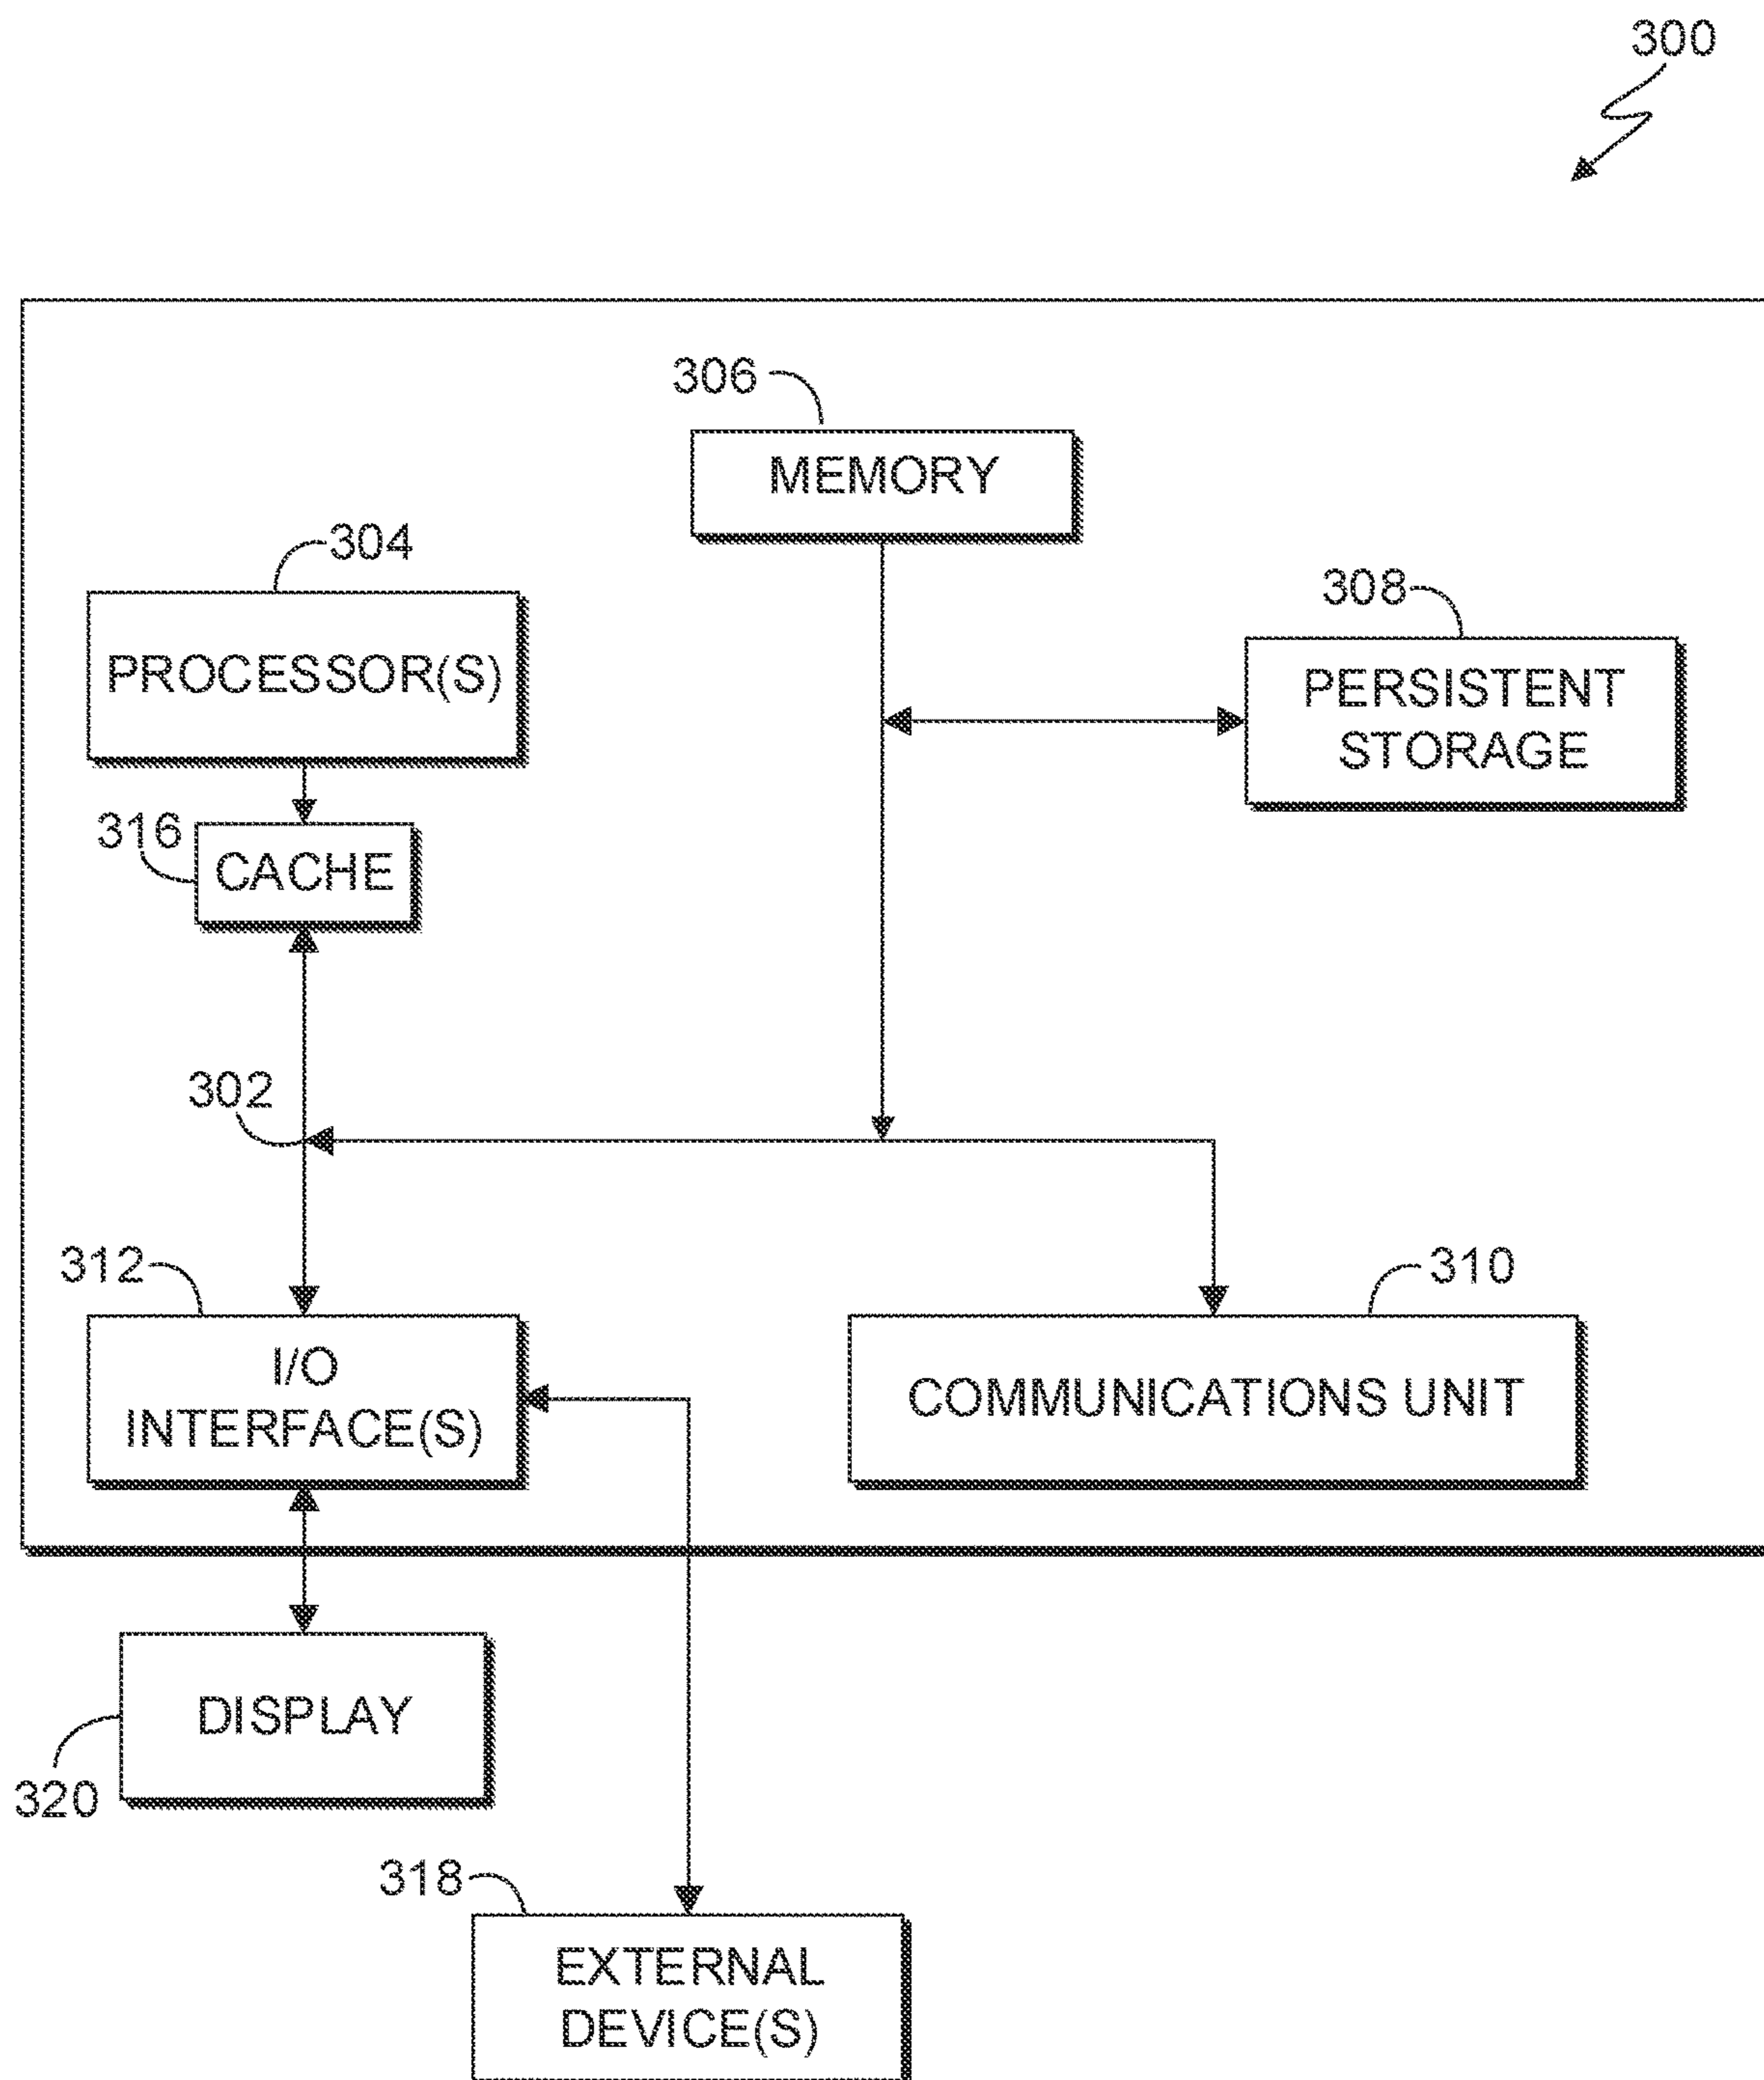 300
306
MEMORY
304
PROCESSOR(S)
308
PERSISTENT
STORAGE
316
CACHE
302
312
I/O
INTERFACE(S)
310
COMMUNICATIONS UNIT
DISPLAY
320
318
EXTERNAL
DEVICE(S)